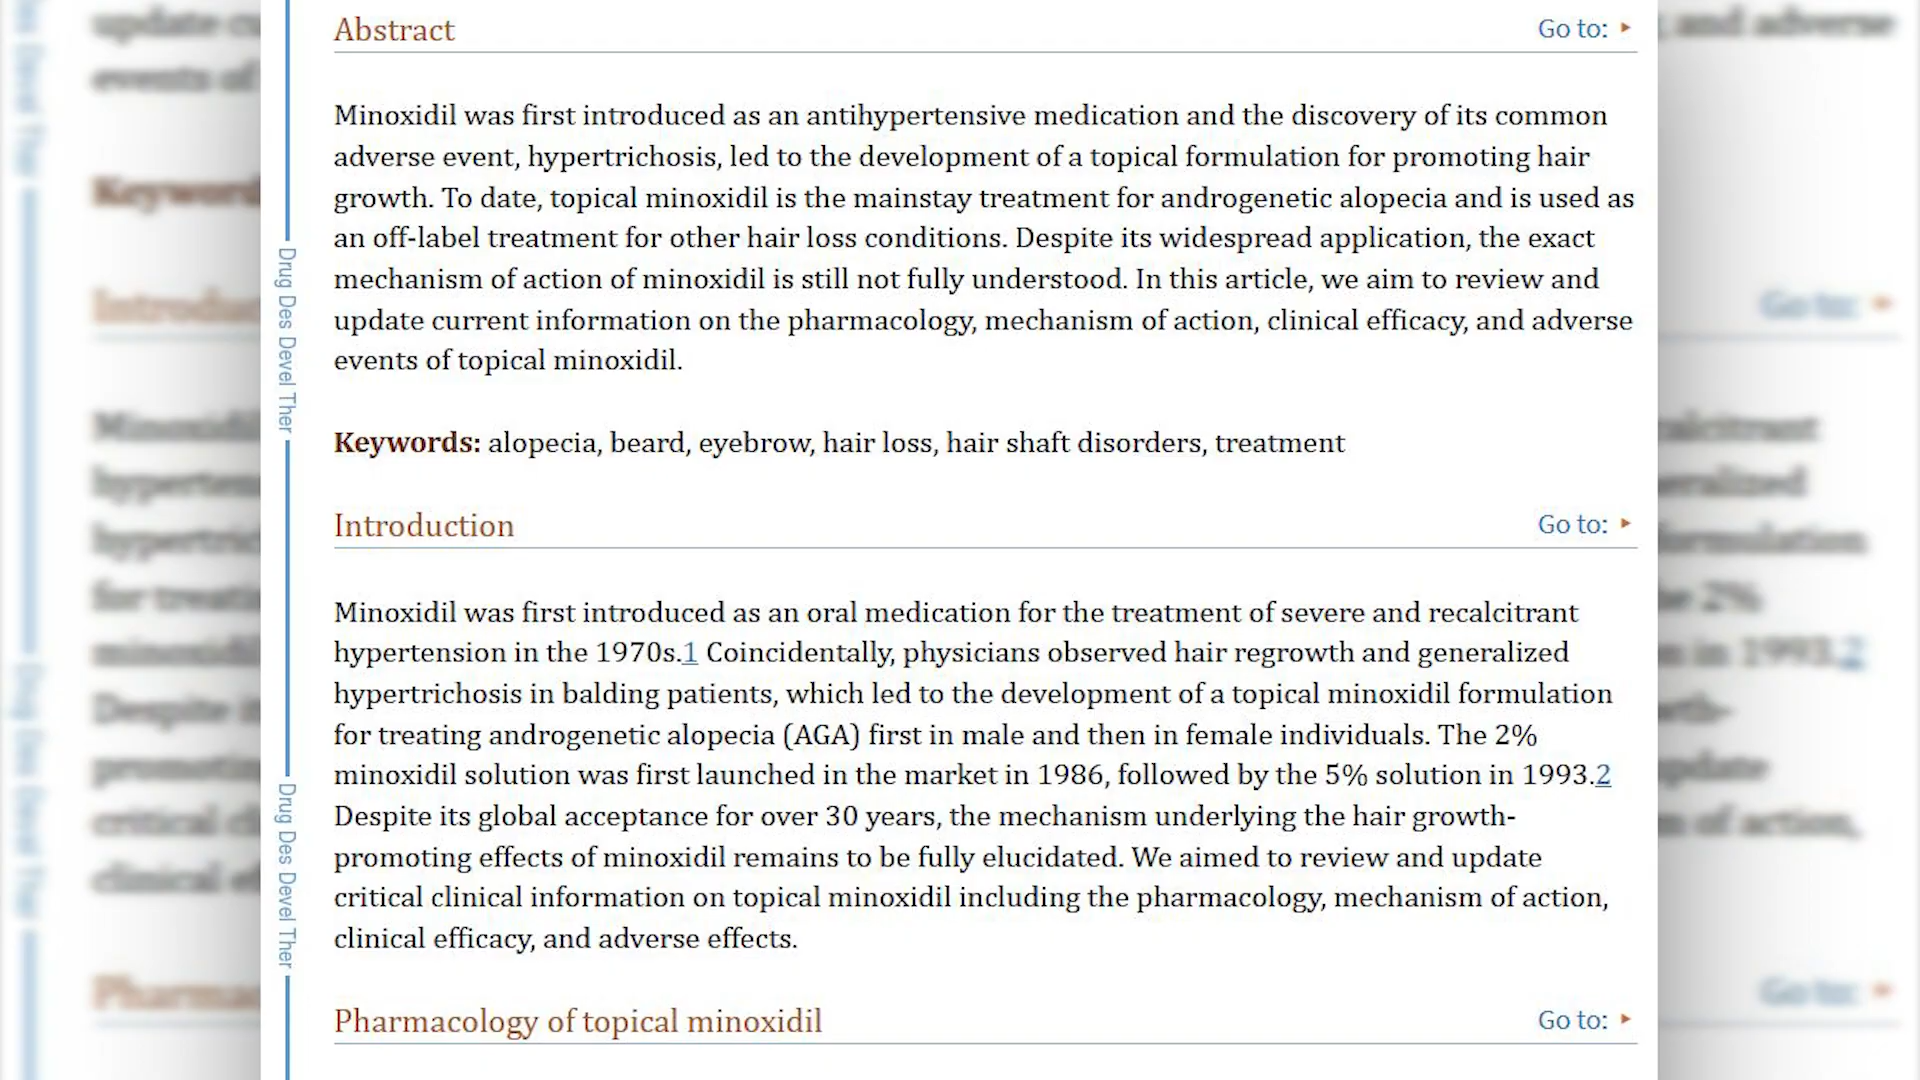 Abstract
Go to:
Minoxidil was first introduced as an antihypertensive medication and the discovery of its common
adverse event, hypertrichosis, led to the development of a topical formulation for promoting hair
growth. To date, topical minoxidil is the mainstay treatment for androgenetic alopecia and is used as
an off-label treatment for other hair loss conditions. Despite its widespread application, the exact
mechanism of action of minoxidil is still not fully understood. In this article, we aim to review and
update current information on the pharmacology, mechanism of action, clinical efficacy, and adverse
events of topical minoxidil.
Keywords: alopecia, beard, eyebrow, hair loss, hair shaft disorders, treatment
Introduction
Go to:
Minoxidil was first introduced as an oral medication for the treatment of severe and recalcitrant
hypertension in the 1970s.1 Coincidentally, physicians observed hair regrowth and generalized
hypertrichosis in balding patients, which led to the development of a topical minoxidil formulation
for treating androgenetic alopecia (AGA) first in male and then in female individuals. The 2%
minoxidil solution was first launched in the market in 1986, followed by the 5% solution in 1993.2
Despite its global acceptance for over 30 years, the mechanism underlying the hair growth-
promoting effects of minoxidil remains to be fully elucidated. We aimed to review and update
critical clinical information on topical minoxidil including the pharmacology, mechanism of action,
clinical efficacy, and adverse effects.
Pharmacology of topical minoxidil
Go to:
Drug Des Devel Ther
Drug Des Devel Ther